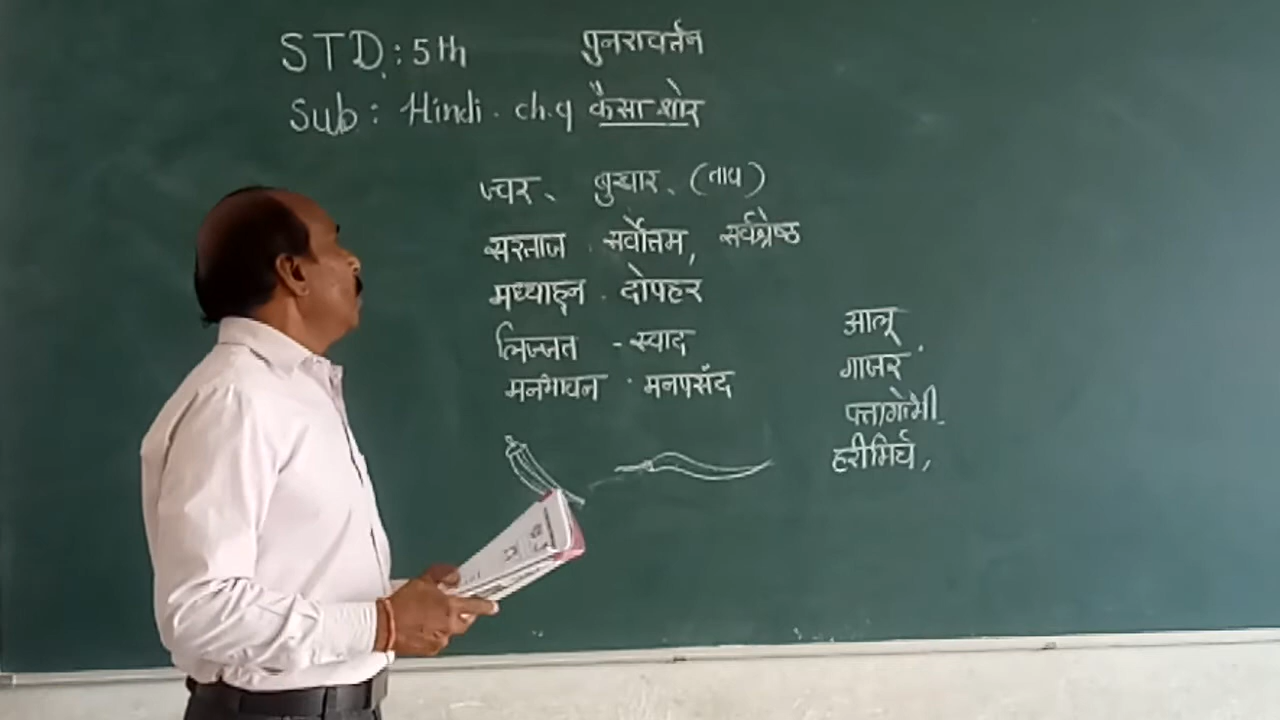 STD : 5th पुनरावर्तन
Sub : Hindi . ch.9 कैसा शोर
ज्वर、 बुखार、 (ताव)
सरताज . सर्वोत्तम, सर्वश्रेष्ठ
मध्याह्न . दोपहर
लिज्जत - स्वाद
मनभावन . मनपसंद
आलू
गाजर
पत्तागोभी
हरीमिर्च,